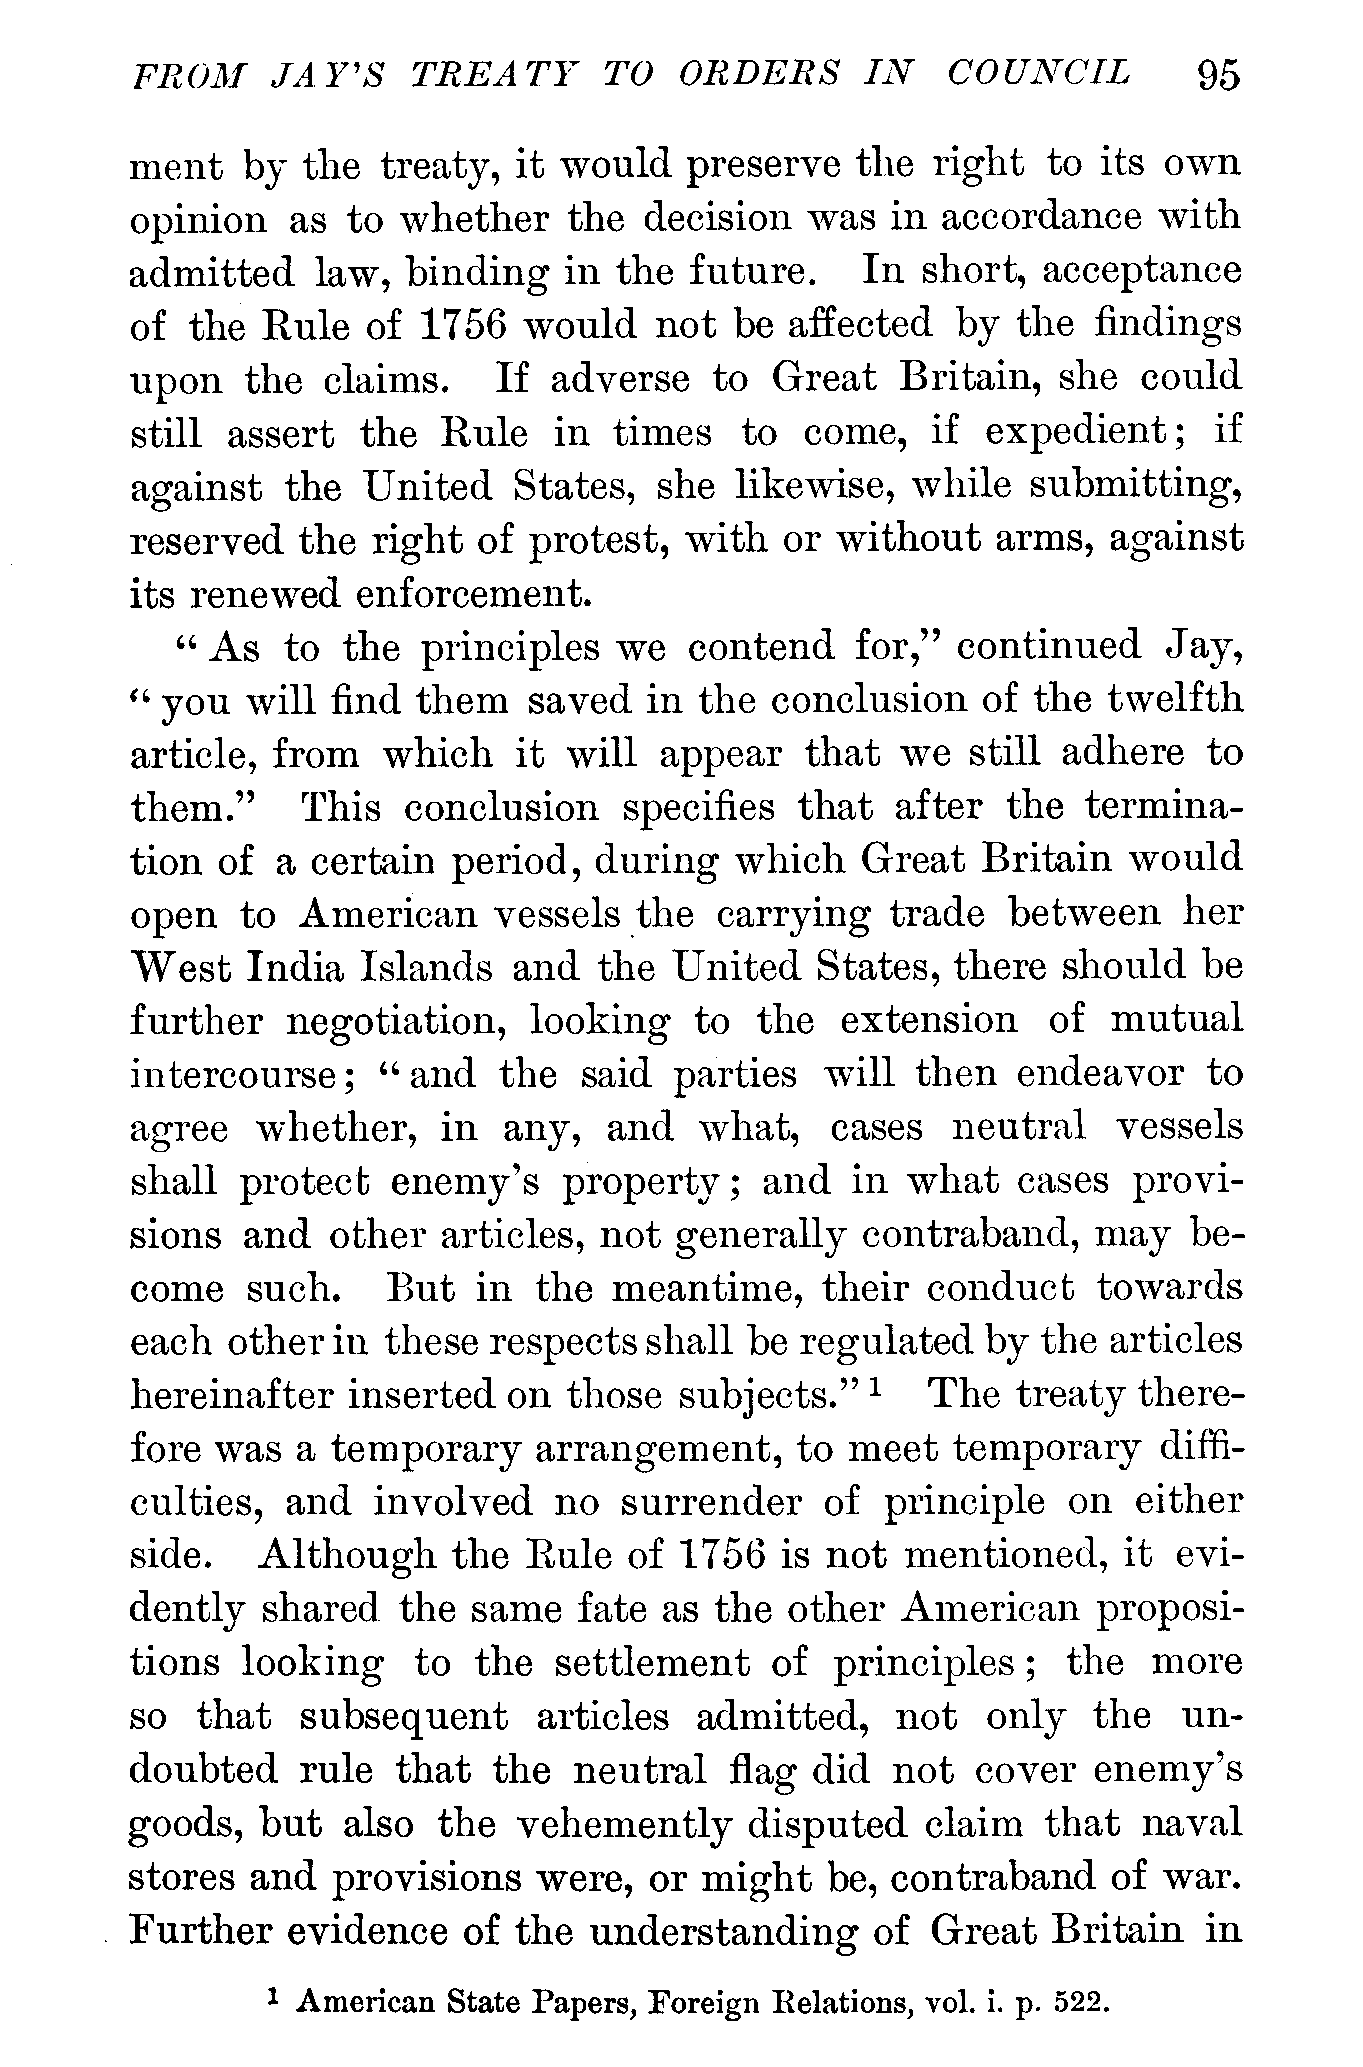 FROM JAY'S TREATY TO ORDERS IN COUNCIL 95
ment by the treaty, it would preserve the right to its own
opinion as to whether the decision was in accordance with
admitted law, binding in the future. In short, acceptance
of the Rule of 1756 would not be affected by the findings
upon the claims. If adverse to Great Britain, she could
still assert the Rule in times to come, if expedient; if
against the United States, she likewise, while submitting,
reserved the right of protest, with or without arms, against
its renewed enforcement.
“As to the principles we contend for,” continued Jay,
“you will find them saved in the conclusion of the twelfth
article, from which it will appear that we still adhere to
them.” This conclusion specifies that after the termina-
tion of a certain period, during which Great Britain would
open to American vessels the carrying trade between her
West India Islands and the United States, there should be
further negotiation, looking to the extension of mutual
intercourse; “and the said parties will then endeavor to
agree whether, in any, and what, cases neutral vessels
shall protect enemy's property; and in what cases provi-
sions and other articles, not generally contraband, may be-
come such. But in the meantime, their conduct towards
each other in these respects shall be regulated by the articles
hereinafter inserted on those subjects.” 1 The treaty there-
fore was a temporary arrangement, to meet temporary diffi-
culties, and involved no surrender of principle on either
side. Although the Rule of 1756 is not mentioned, it evi-
dently shared the same fate as the other American proposi-
tions looking to the settlement of principles; the more
so that subsequent articles admitted, not only the un-
doubted rule that the neutral flag did not cover enemy's
goods, but also the vehemently disputed claim that naval
stores and provisions were, or might be, contraband of war.
Further evidence of the understanding of Great Britain in
1 American State Papers, Foreign Relations, vol. i. p. 522.